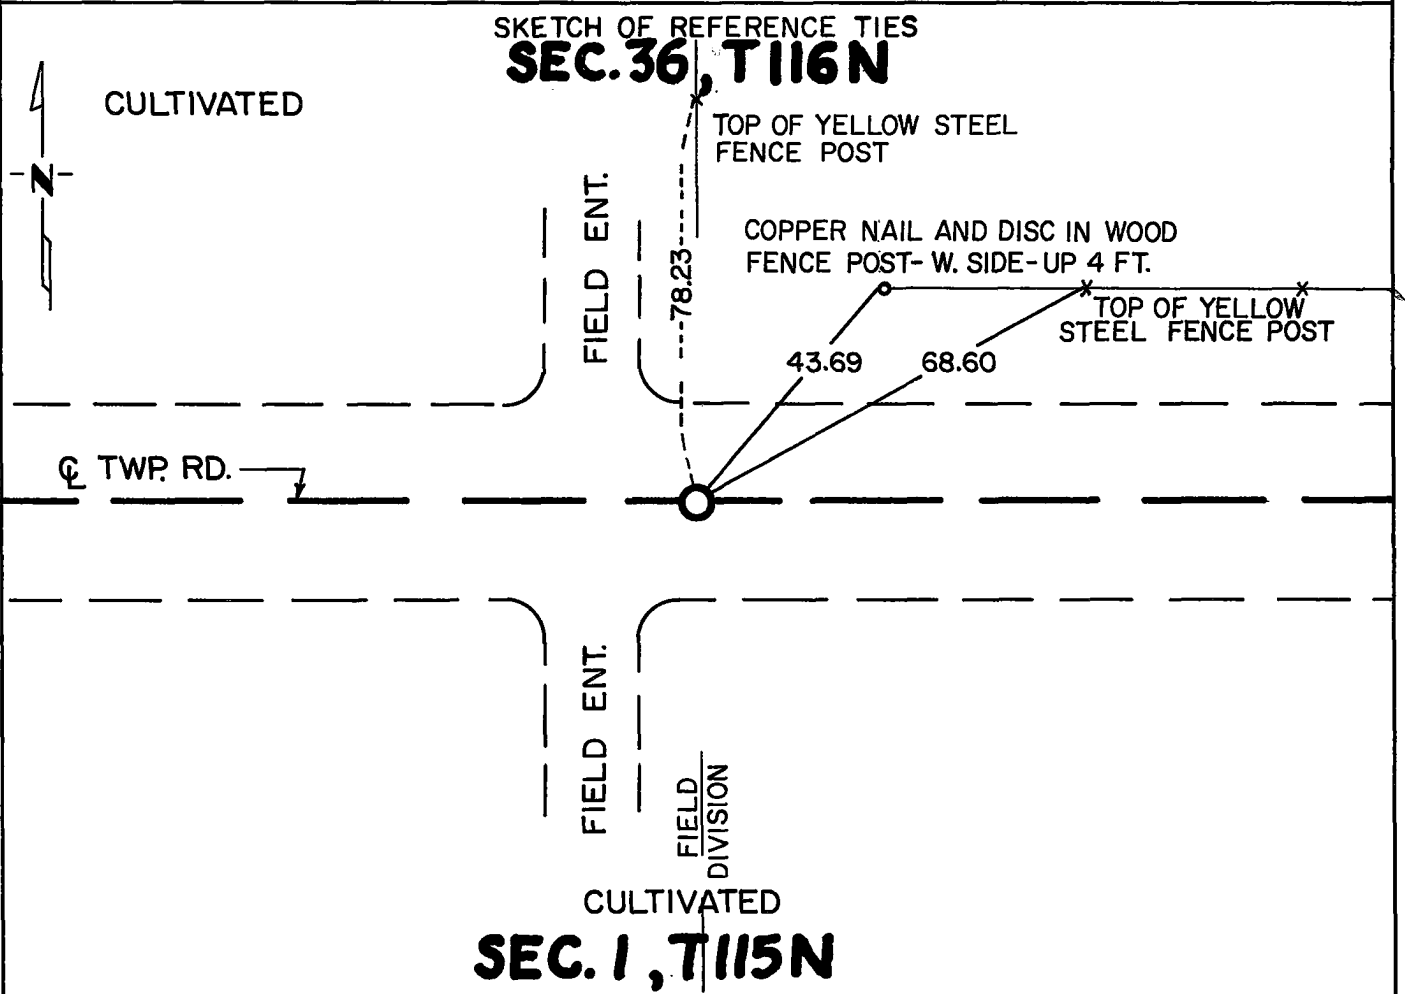 SKETCH OF REFERENCE TIES
SEC. 36, T116N
CULTIVATED
TOP OF YELLOW STEEL
FENCE POST
N
FIELD ENT.
78.23
COPPER NAIL AND DISC IN WOOD
FENCE POST- W. SIDE- UP 4 FT.
TOP OF YELLOW
STEEL FENCE POST
43.69
68.60
℄ TWP. RD.
FIELD ENT.
FIELD
DIVISION
CULTIVATED
SEC. 1, T115N